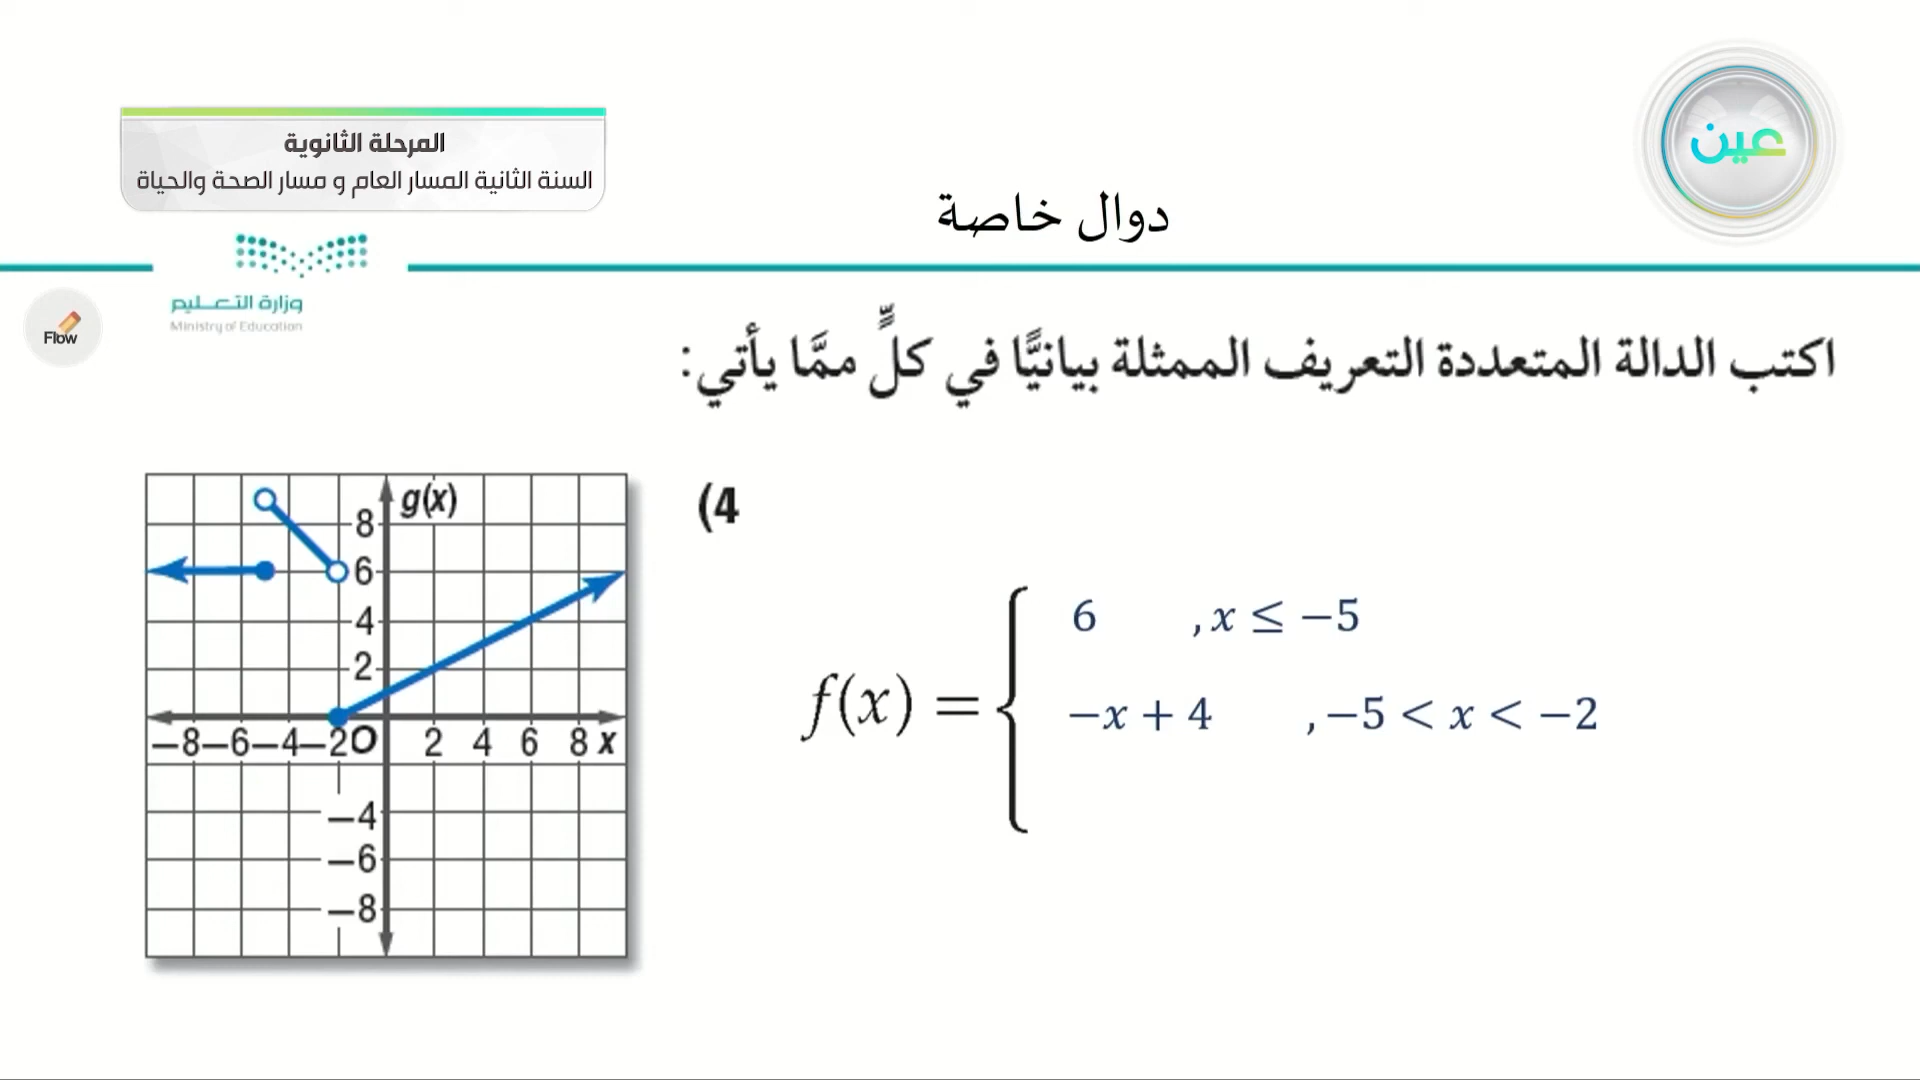 المرحلة الثانوية
السنة الثانية المسار العام و مسار الصحة والحياة
عين
دوال خاصة
وزارة التعليم
Ministry of Education
Flow
اكتب الدالة المتعددة التعريف الممثلة بيانيًّا في كلٍّ ممَّا يأتي:
(4
g(x)
8
6
4
2
−8 −6 −4 −2 O 2 4 6 8 x
−4
−6
−8
6 , x ≤ −5
f(x) = {
−x + 4 , −5 < x < −2